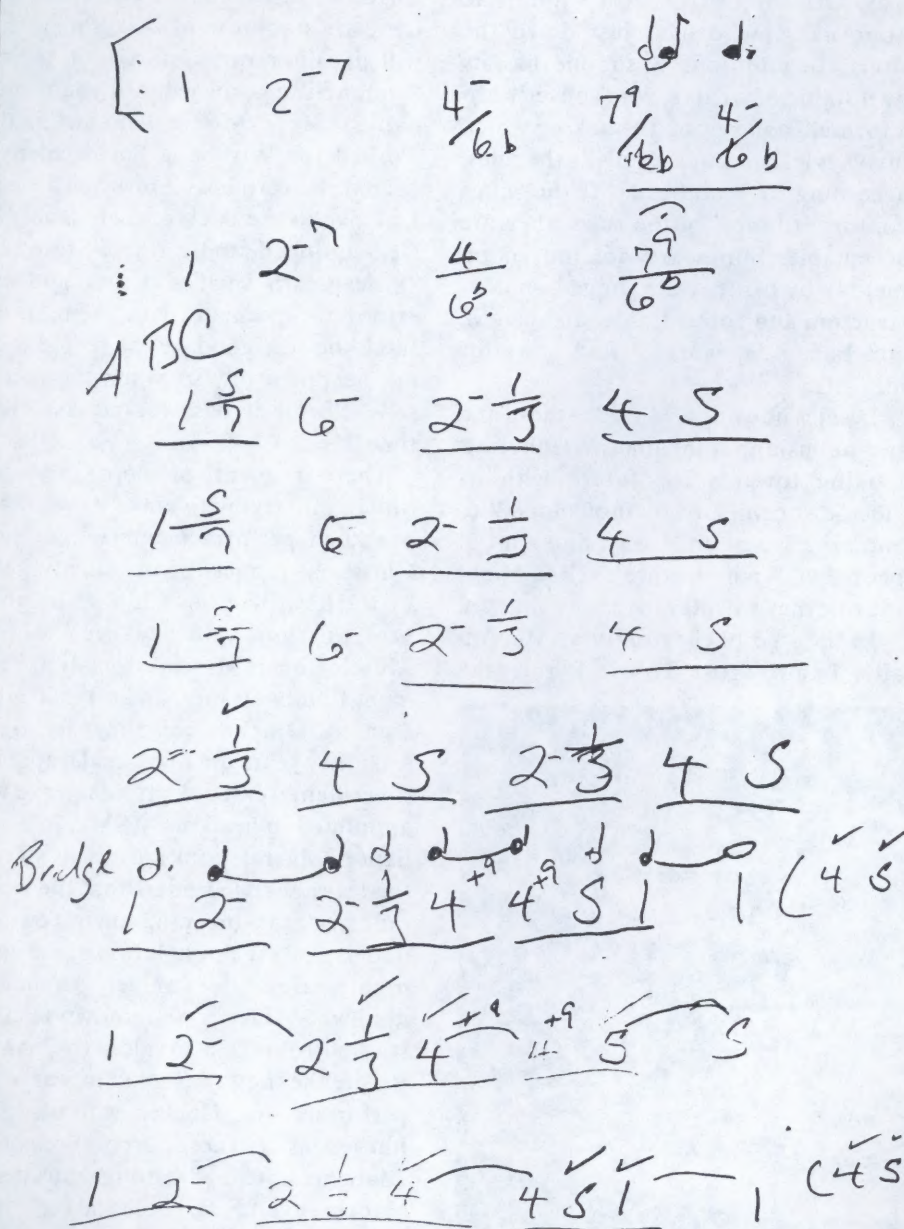 1 2-7 4-/6b 7 9/6b 4-/6b
1 2-7 4/6b 7 9/6b
ABC
1 5/7 6- 2- 1/3 4 5
1 5/7 6- 2- 1/3 4 5
1 5/7 6- 2- 1/3 4 5
2- 1/3 4 5 2- 1/3 4 5
Bridge 1 2- 2- 1/3 4+9 4+9 5 1 1 (4 5
1 2- 2- 1/3 4+9 4+9 5 5
1 2- 2 1/3 4 4 5 1 1 (4 5